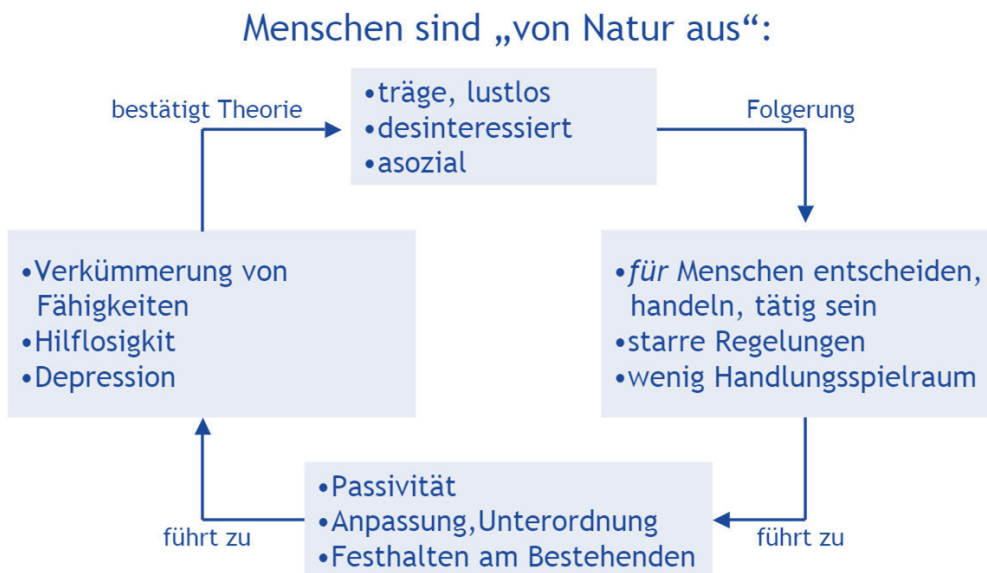 Menschen sind „von Natur aus“:
•träge, lustlos
•desinteressiert
•asozial
Folgerung
•für Menschen entscheiden,
handeln, tätig sein
•starre Regelungen
•wenig Handlungsspielraum
führt zu
•Passivität
•Anpassung,Unterordnung
•Festhalten am Bestehenden
führt zu
•Verkümmerung von
Fähigkeiten
•Hilflosigkit
•Depression
bestätigt Theorie